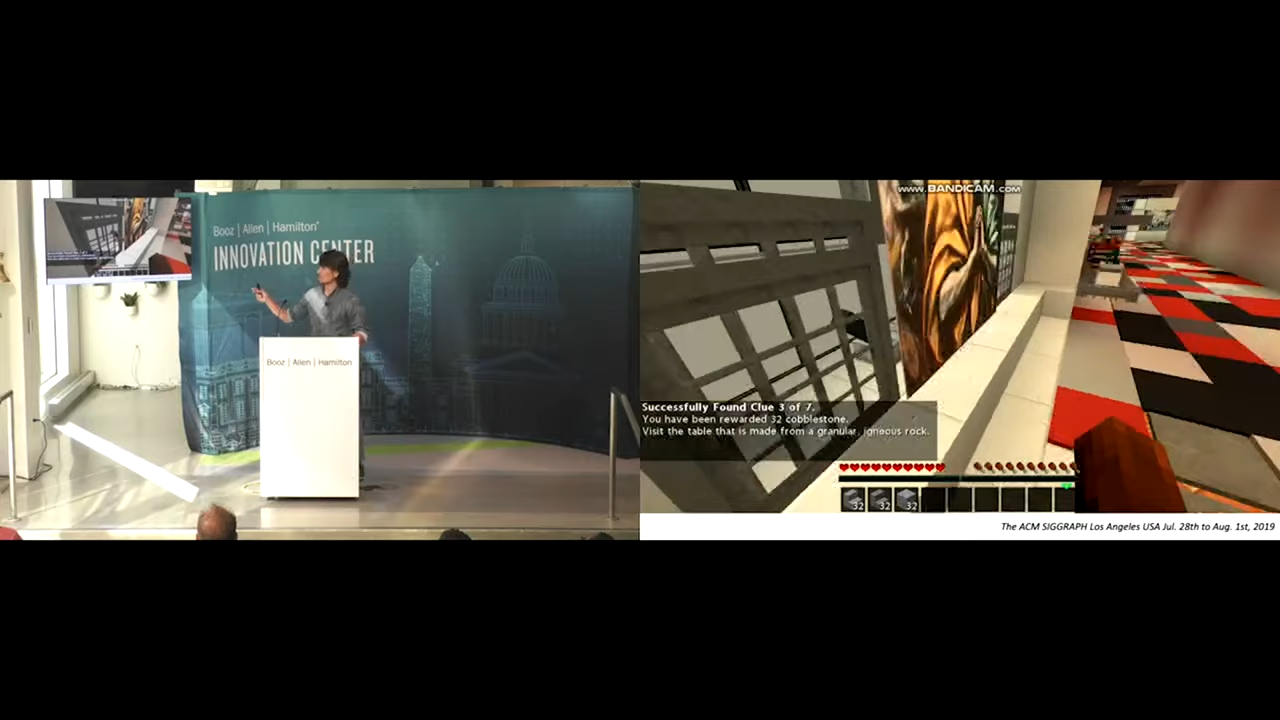 Booz | Allen | Hamilton®
INNOVATION CENTER
Booz | Allen | Hamilton
www.BANDICAM.com
Successfully Found Clue 3 of 7.
You have been rewarded 32 cobblestone.
Visit the table that is made from a granular, igneous rock.
32 32 32
The ACM SIGGRAPH Los Angeles USA Jul. 28th to Aug. 1st, 2019